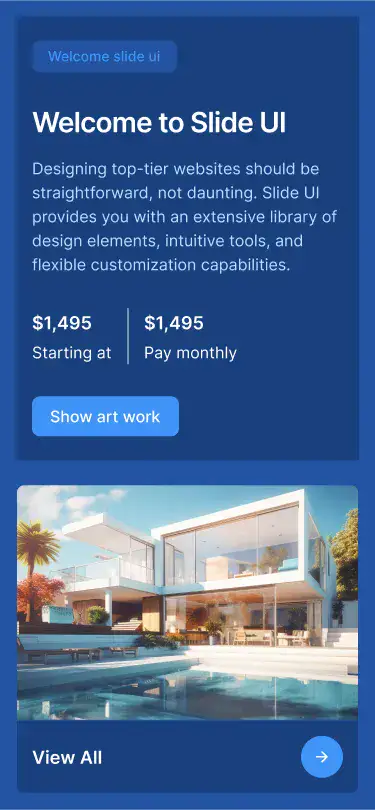 Welcome slide ui
Welcome to Slide UI
Designing top-tier websites should be
straightforward, not daunting. Slide UI
provides you with an extensive library of
design elements, intuitive tools, and
flexible customization capabilities.
$1,495
Starting at
$1,495
Pay monthly
Show art work
View All